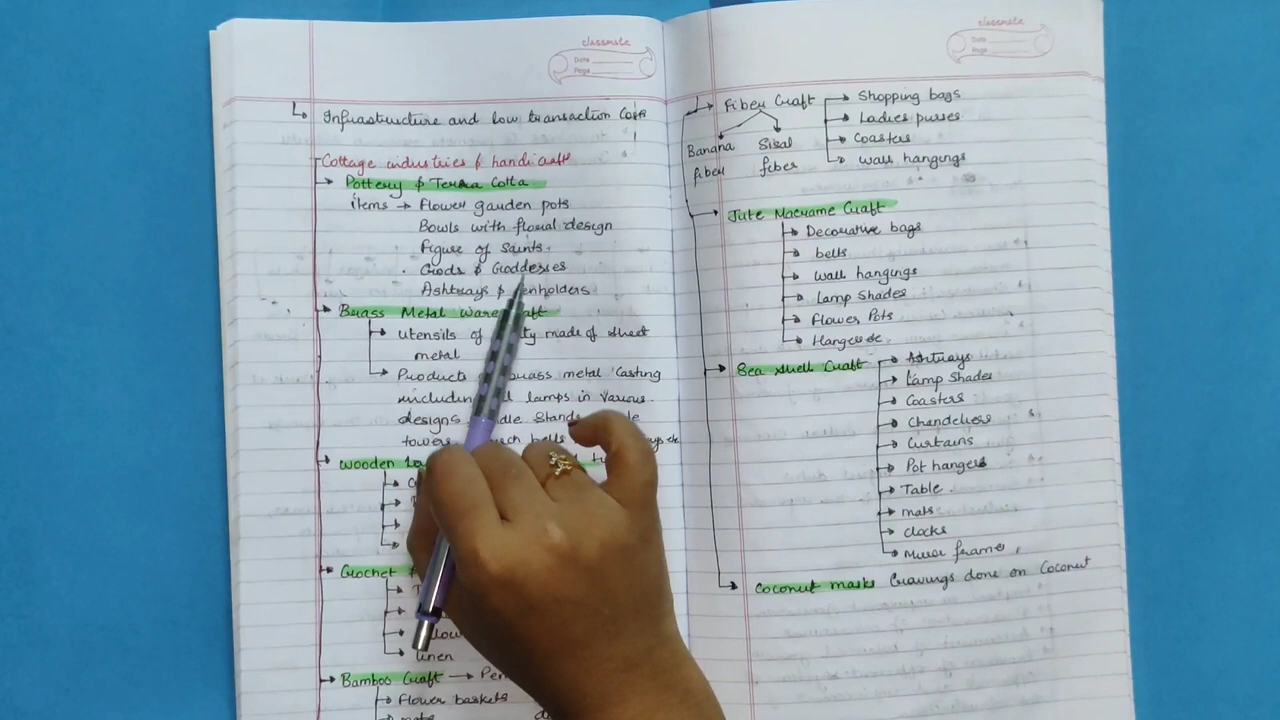 classmate
Date
Page
Infrastructure and low transaction
Cottage industries & handicraft
Pottery & Terra Cotta
items → Flower garden pots
Bowls with floral design
Figure of Saints.
Gods & Goddesses
Ashtrays & penholders
Brass Metal Ware Craft
utensils of made of sheet
metal
Products brass metal Casting
including lamps in various
designs Stands
towers bells
Wooden
Crochet
linen
Bamboo Craft → Pen
Flower baskets
mats
classmate
Date
Page
Fiber Craft
Banana fiber
Sisal fiber
Shopping bags
Ladies purses
Coasters
Wall hangings
Jute Macrame Craft
Decorative bags
bells
wall hangings
Lamp Shades
Flower Pots
Hangers etc.
Sea shell Craft
Ashtrays
Lamp Shades
Coasters
Chandeliers
Curtains
Pot hangers
Table
mats
clocks
Mirror frames
Coconut masks Cravings done on Coconut